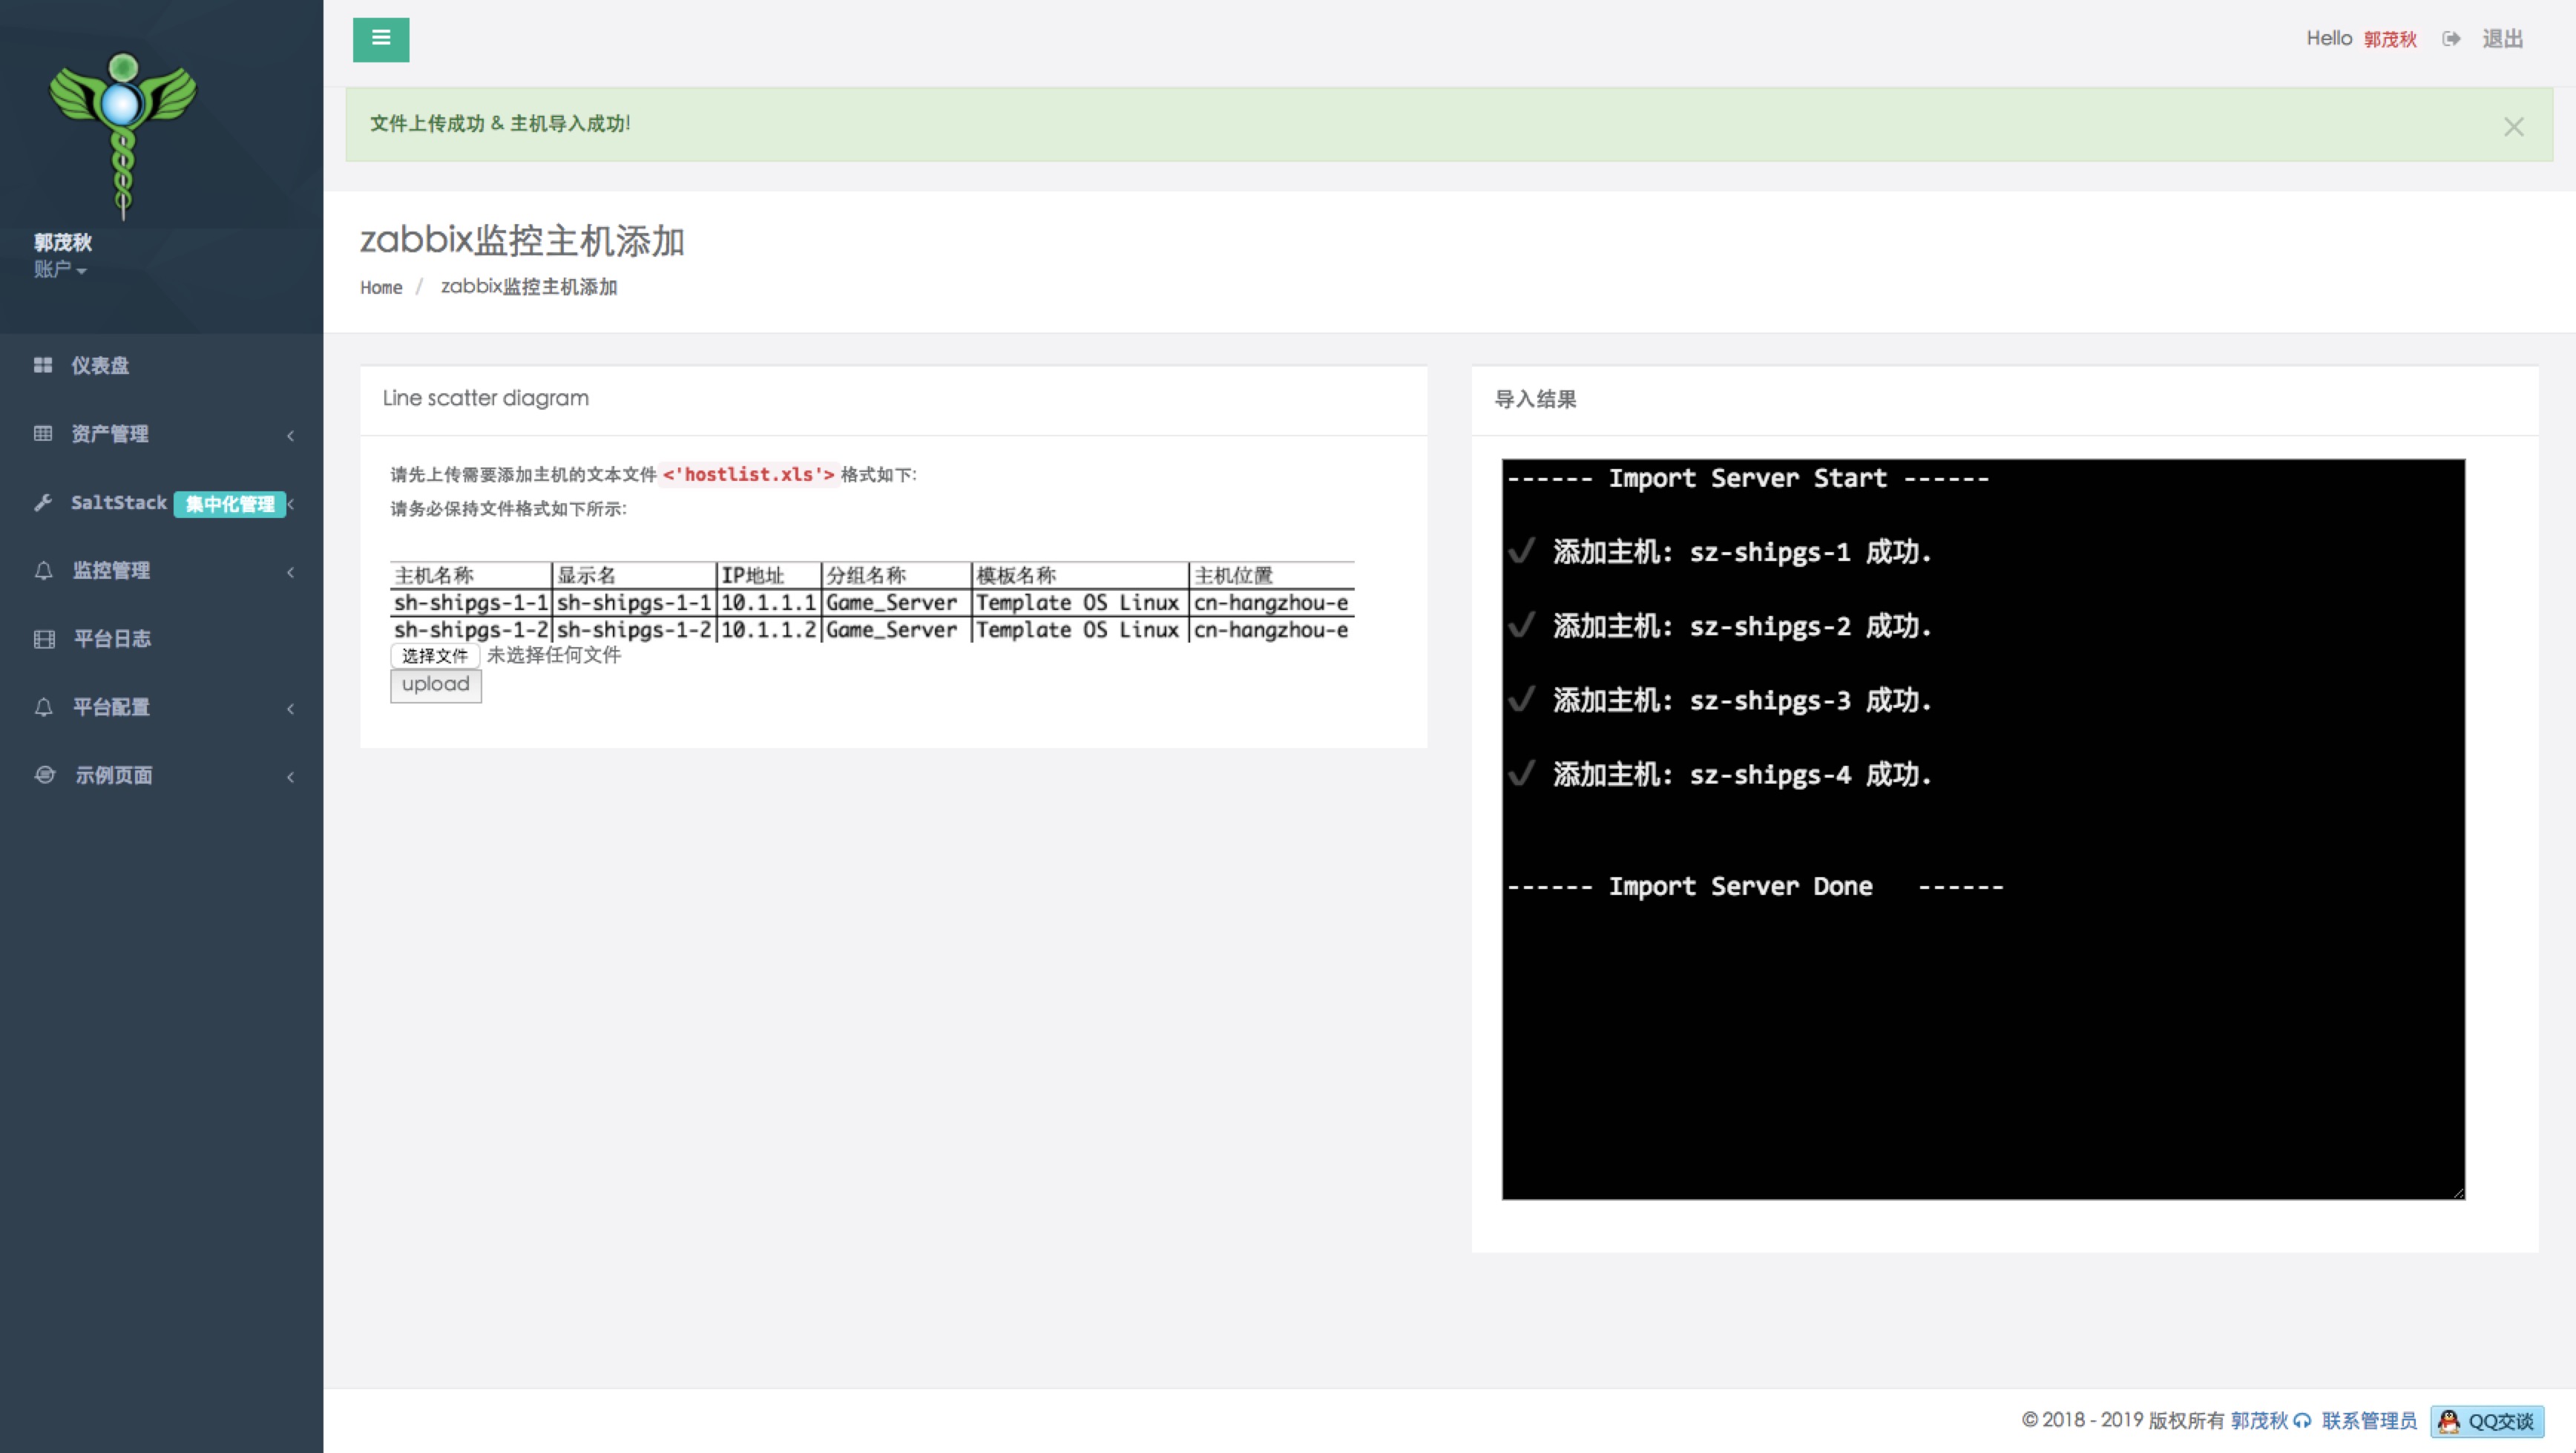 Hello 郭茂秋 退出
文件上传成功 & 主机导入成功!
郭茂秋
账户
仪表盘
资产管理
SaltStack 集中化管理
监控管理
平台日志
平台配置
示例页面
zabbix监控主机添加
Home / zabbix监控主机添加
Line scatter diagram
请先上传需要添加主机的文本文件 <'hostlist.xls'> 格式如下:
请务必保持文件格式如下所示:
主机名称 显示名 IP地址 分组名称 模板名称 主机位置
sh-shipgs-1-1 sh-shipgs-1-1 10.1.1.1 Game_Server Template OS Linux cn-hangzhou-e
sh-shipgs-1-2 sh-shipgs-1-2 10.1.1.2 Game_Server Template OS Linux cn-hangzhou-e
选择文件 未选择任何文件
upload
导入结果
------ Import Server Start ------
✔ 添加主机: sz-shipgs-1 成功.
✔ 添加主机: sz-shipgs-2 成功.
✔ 添加主机: sz-shipgs-3 成功.
✔ 添加主机: sz-shipgs-4 成功.
------ Import Server Done ------
© 2018 - 2019 版权所有 郭茂秋 联系管理员 QQ交谈